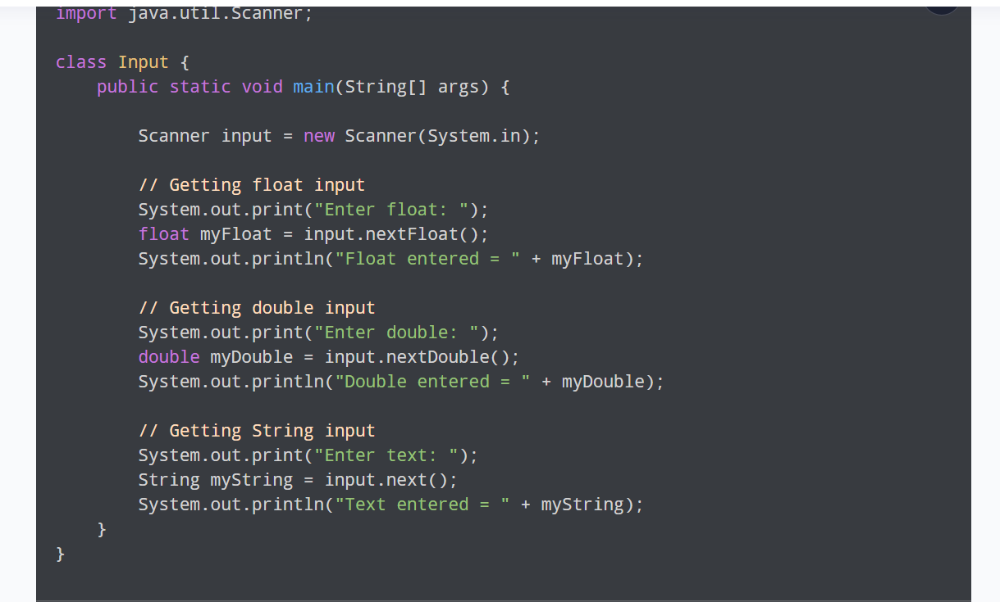 import java.util.Scanner;
class Input {
public static void main(String[] args) {
Scanner input = new Scanner(System.in);
// Getting float input
System.out.print("Enter float: ");
float myFloat = input.nextFloat();
System.out.println("Float entered = " + myFloat);
// Getting double input
System.out.print("Enter double: ");
double myDouble = input.nextDouble();
System.out.println("Double entered = " + myDouble);
// Getting String input
System.out.print("Enter text: ");
String myString = input.next();
System.out.println("Text entered = " + myString);
}
}